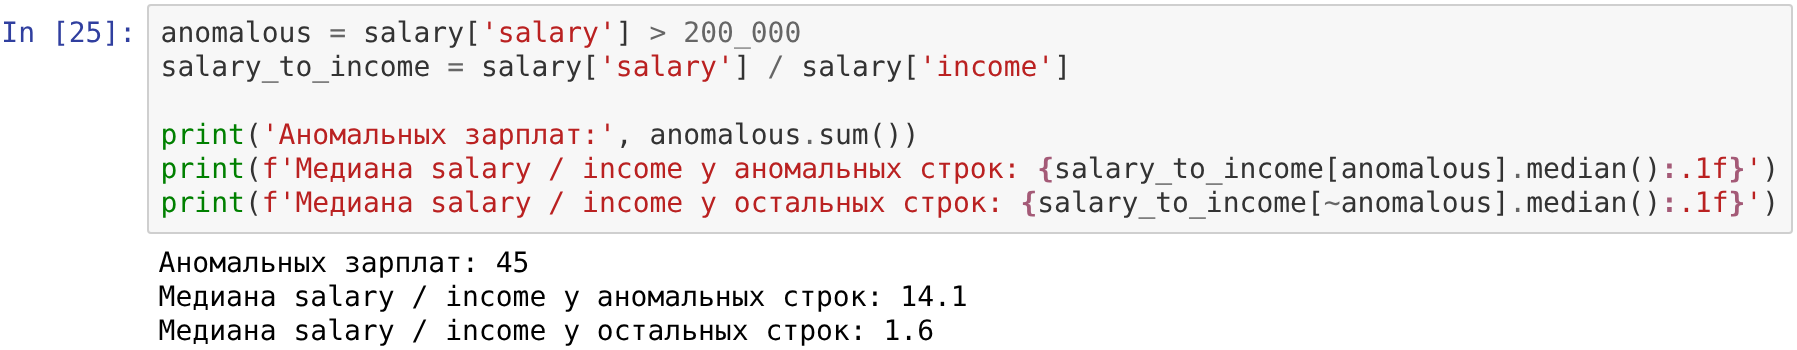 In [25]: anomalous = salary['salary'] > 200_000
salary_to_income = salary['salary'] / salary['income']
print('Аномальных зарплат:', anomalous.sum())
print(f'Медиана salary / income у аномальных строк: {salary_to_income[anomalous].median():.1f}')
print(f'Медиана salary / income у остальных строк: {salary_to_income[~anomalous].median():.1f}')
Аномальных зарплат: 45
Медиана salary / income у аномальных строк: 14.1
Медиана salary / income у остальных строк: 1.6